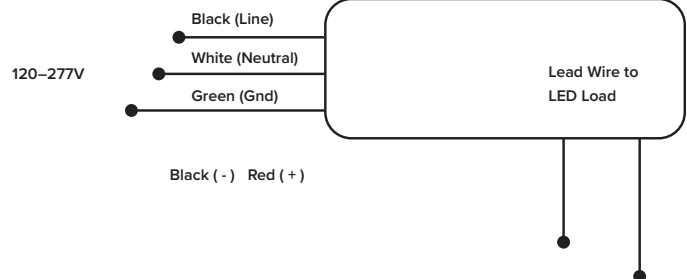 Black (Line)
White (Neutral)
120–277V
Lead Wire to
Green (Gnd)
LED Load
Black ( - ) Red ( + )